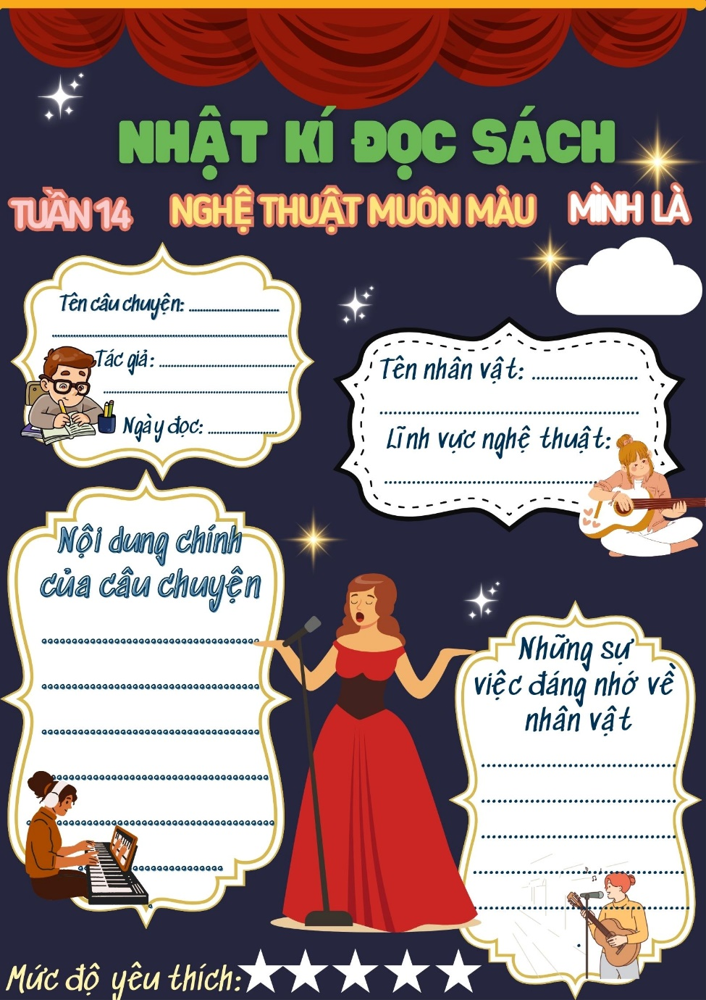 NHẬT KÍ ĐỌC SÁCH
TUẦN 14 NGHỆ THUẬT MUÔN MÀU MÌNH LÀ
Tên câu chuyện: ..............................
................................................................
Tác giả: ..............................................
................................................................
Ngày đọc: .......................
Tên nhân vật: ......................
......................................................
Lĩnh vực nghệ thuật:
............................................
Nội dung chính
của câu chuyện
.............................................
.............................................
.............................................
.............................................
.............................................
.............................................
Những sự
việc đáng nhớ về
nhân vật
........................................
........................................
........................................
........................................
........................................
Mức độ yêu thích: